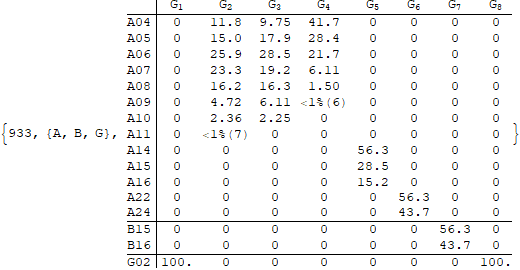 G₁ G₂ G₃ G₄ G₅ G₆ G₇ G₈
A04 0 11.8 9.75 41.7 0 0 0 0
A05 0 15.0 17.9 28.4 0 0 0 0
A06 0 25.9 28.5 21.7 0 0 0 0
A07 0 23.3 19.2 6.11 0 0 0 0
A08 0 16.2 16.3 1.50 0 0 0 0
A09 0 4.72 6.11 <1%(6) 0 0 0 0
A10 0 2.36 2.25 0 0 0 0 0
{933, {A, B, G}, A11 0 <1%(7) 0 0 0 0 0 0 }
A14 0 0 0 0 56.3 0 0 0
A15 0 0 0 0 28.5 0 0 0
A16 0 0 0 0 15.2 0 0 0
A22 0 0 0 0 0 56.3 0 0
A24 0 0 0 0 0 43.7 0 0
B15 0 0 0 0 0 0 56.3 0
B16 0 0 0 0 0 0 43.7 0
G02 100. 0 0 0 0 0 0 100.